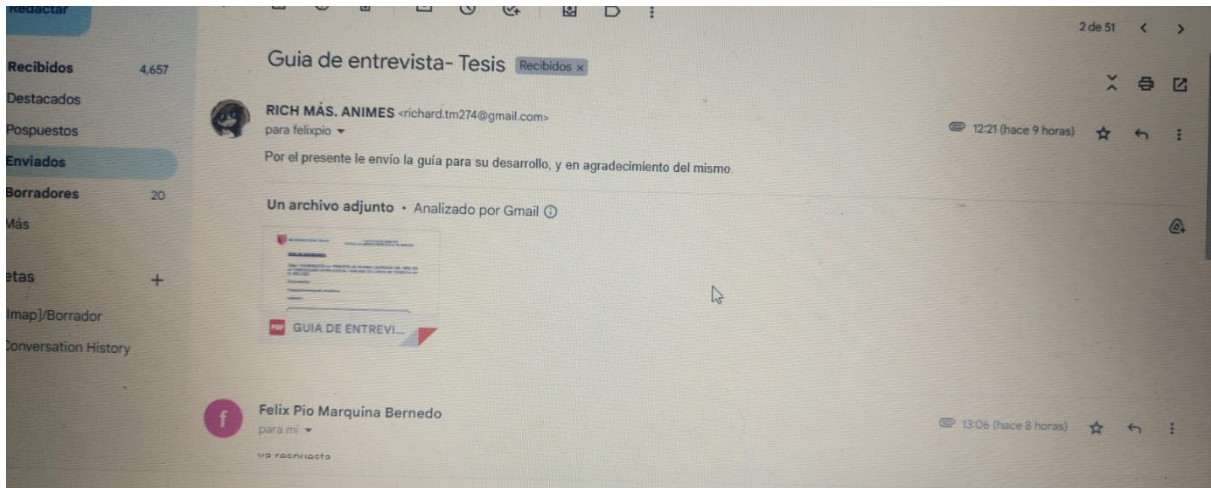 Redactar
2 de 51
Recibidos 4,657
Guia de entrevista- Tesis Recibidos x
Destacados
RICH MÁS. ANIMES <richard.tm274@gmail.com>
12:21 (hace 9 horas)
para felixpio
Pospuestos
Por el presente le envío la guía para su desarrollo, y en agradecimiento del mismo.
Enviados
Borradores 20
Un archivo adjunto • Analizado por Gmail
Más
etas +
Imap]/Borrador
PDF GUIA DE ENTREVI...
Conversation History
f Felix Pio Marquina Bernedo
13:06 (hace 8 horas)
para mi